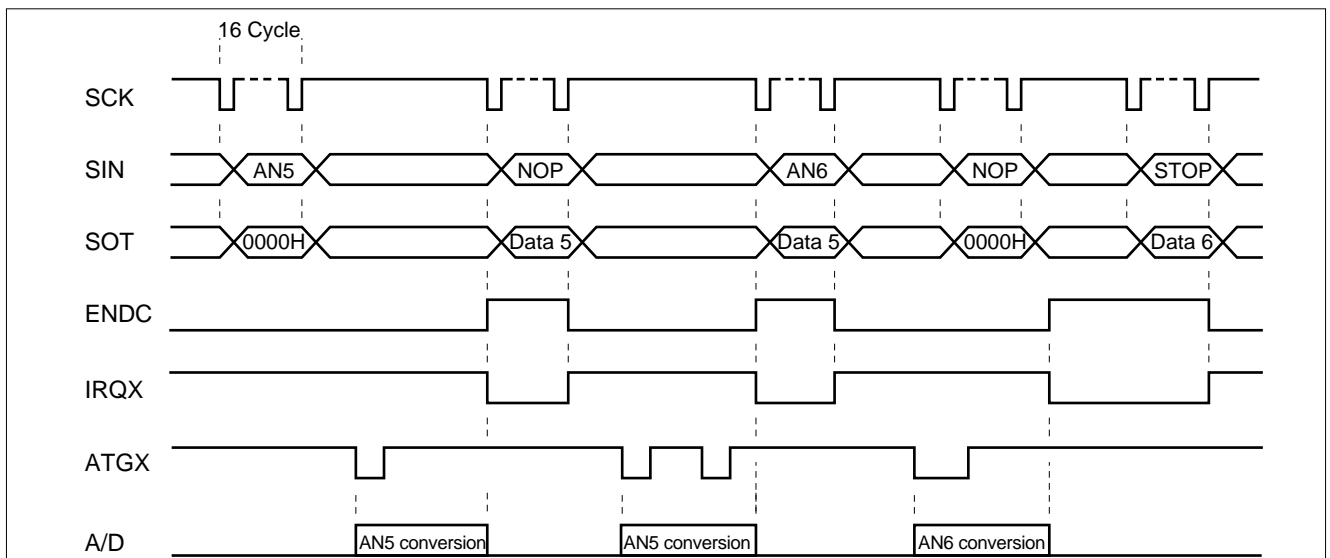 16 Cycle
SCK
SIN AN5 NOP AN6 NOP STOP
SOT 0000H Data 5 Data 5 0000H Data 6
ENDC
IRQX
ATGX
A/D AN5 conversion AN5 conversion AN6 conversion